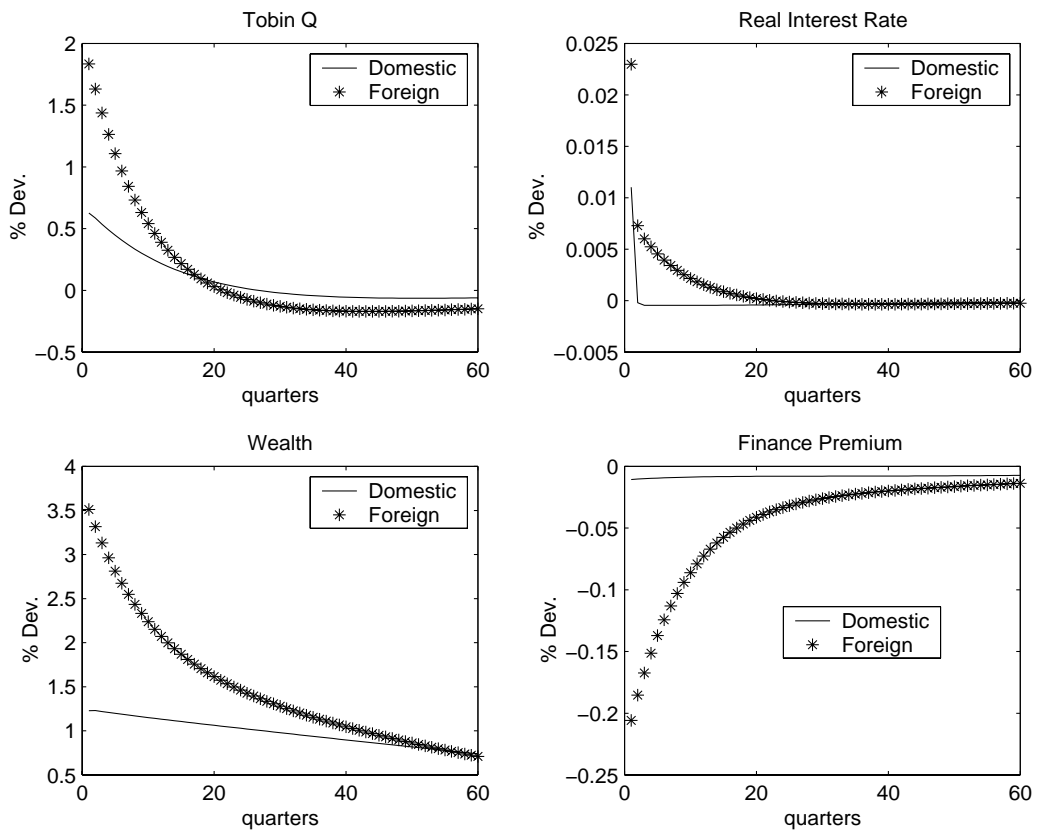 Tobin Q
2
1.5
1
0.5
0
−0.5
% Dev.
Domestic
Foreign
0 20 40 60
quarters
Real Interest Rate
0.025
0.02
0.015
0.01
0.005
0
−0.005
% Dev.
Domestic
Foreign
0 20 40 60
quarters
Wealth
4
3.5
3
2.5
2
1.5
1
0.5
% Dev.
Domestic
Foreign
0 20 40 60
quarters
Finance Premium
0
−0.05
−0.1
−0.15
−0.2
−0.25
% Dev.
Domestic
Foreign
0 20 40 60
quarters